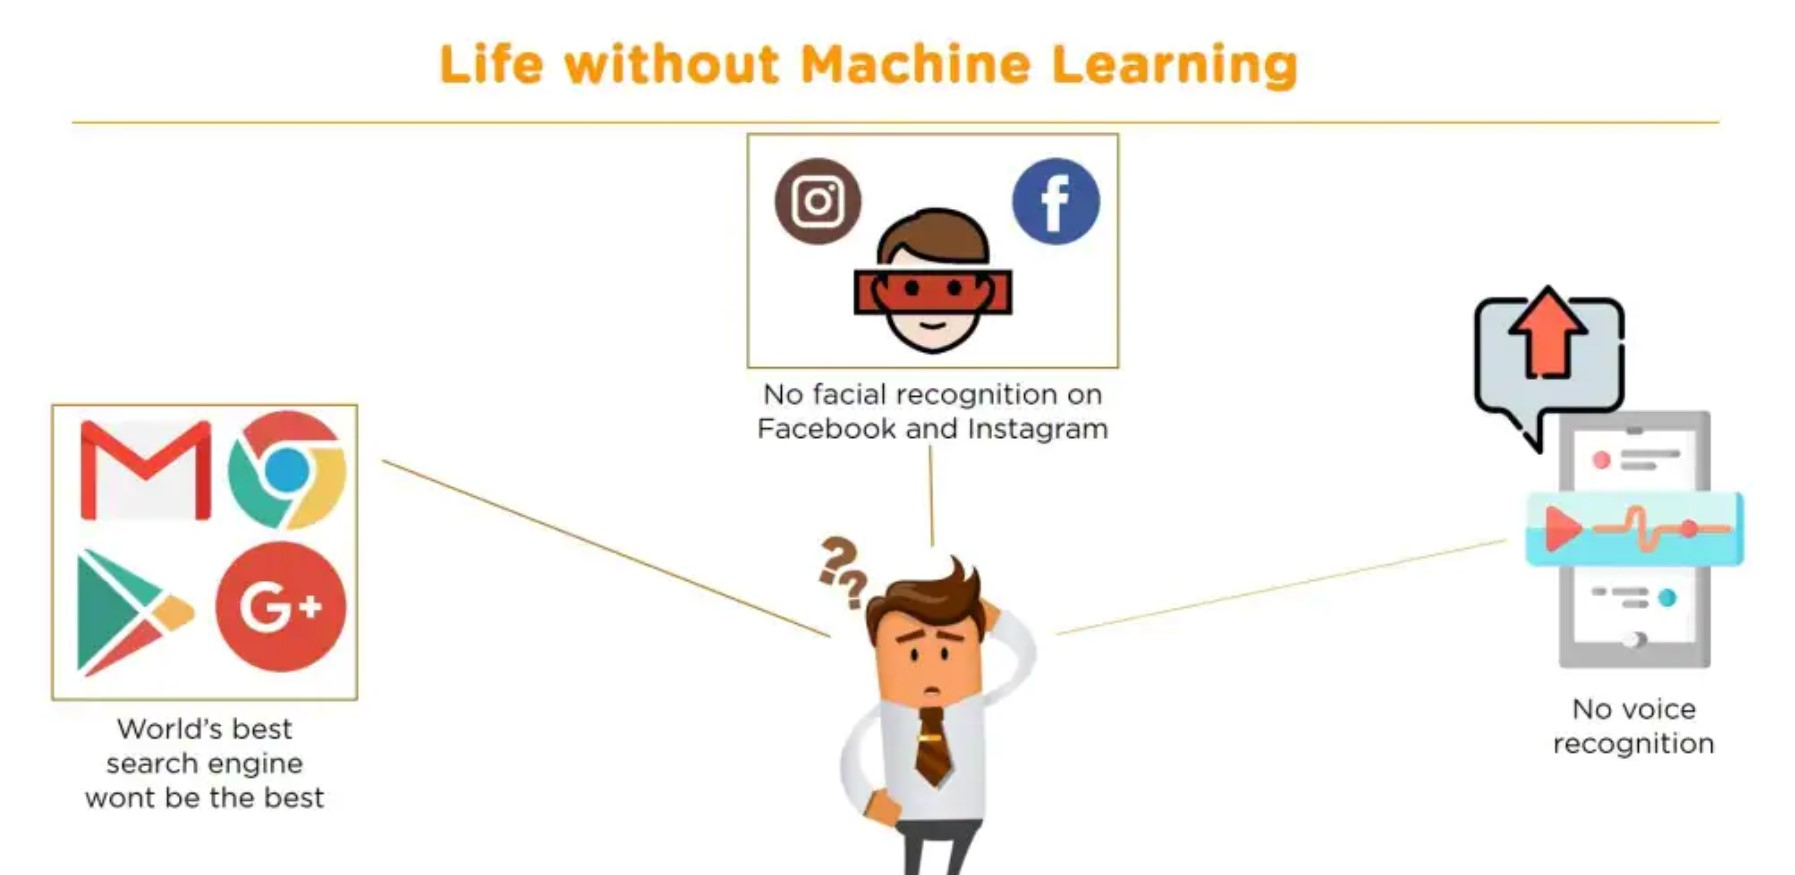 Life without Machine Learning
f
No facial recognition on
Facebook and Instagram
M
G+
World's best
search engine
wont be the best
??
No voice
recognition